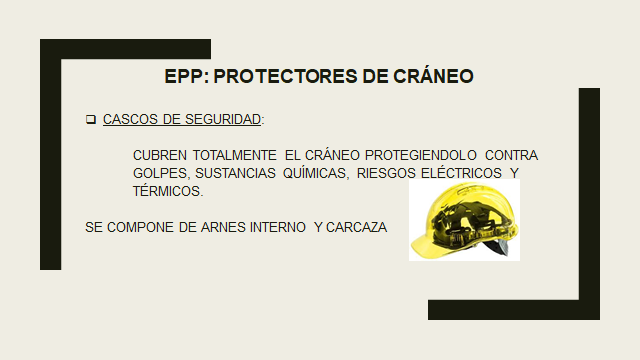 EPP: PROTECTORES DE CRÁNEO
❑ CASCOS DE SEGURIDAD:
CUBREN TOTALMENTE EL CRÁNEO PROTEGIENDOLO CONTRA
GOLPES, SUSTANCIAS QUÍMICAS, RIESGOS ELÉCTRICOS Y
TÉRMICOS.
SE COMPONE DE ARNES INTERNO Y CARCAZA